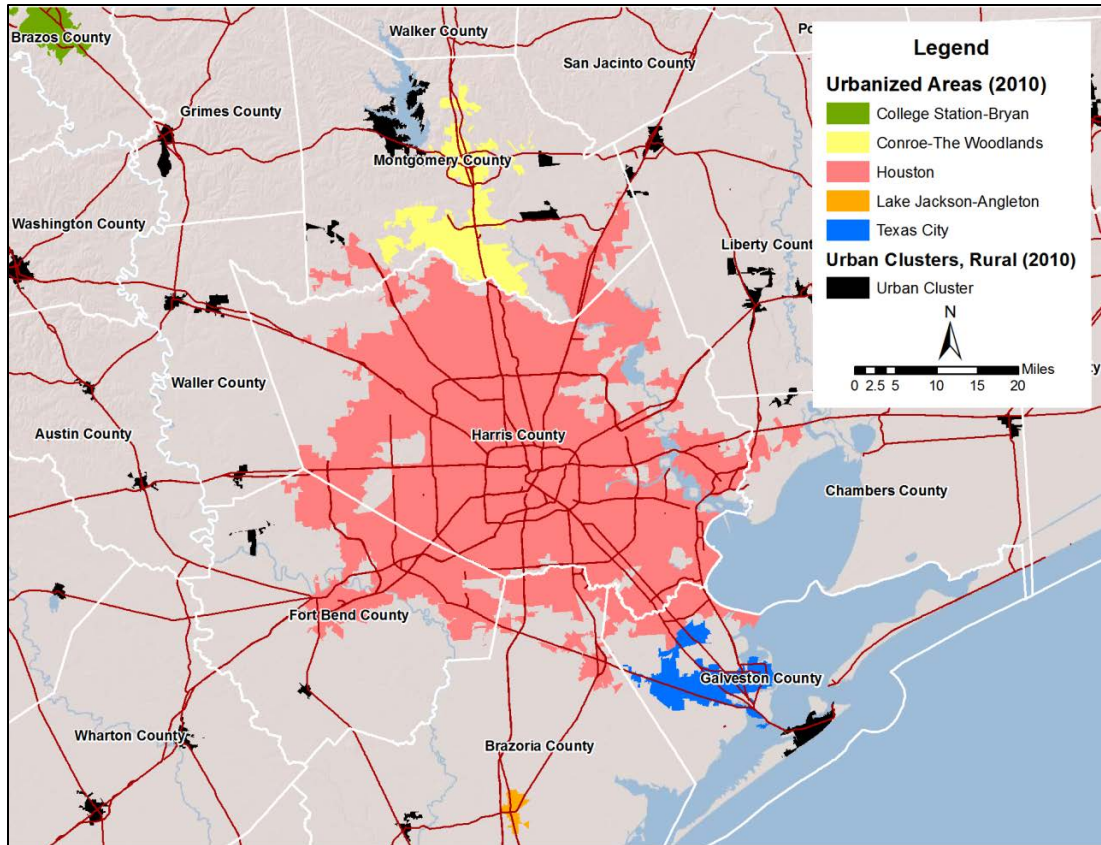 Brazos County
Walker County
Po
San Jacinto County
Grimes County
Montgomery County
Washington County
Liberty Count
Waller County
Harris County
Austin County
Chambers County
Fort Bend County
Galveston County
Wharton County
Brazoria County
ty
Legend
Urbanized Areas (2010)
College Station-Bryan
Conroe-The Woodlands
Houston
Lake Jackson-Angleton
Texas City
Urban Clusters, Rural (2010)
Urban Cluster
N
Miles
0 2.5 5 10 15 20